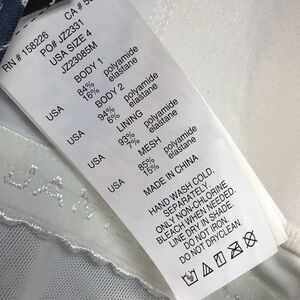 RN # 158226
CA # 5
PO# JZ2331
USA SIZE 4
JZ23085M
BODY 1
84% polyamide
16% elastane
BODY 2
USA
94% polyamide
6% elastane
LINING
USA
93% polyamide
7% elastane
MESH
USA
85% polyamide
15% elastane
USA
MADE IN CHINA
HAND WASH COLD,
SEPARATELY
ONLY NON-CHLORINE
BLEACH WHEN NEEDED.
LINE DRY IN SHADE.
DO NOT IRON.
DO NOT DRYCLEAN.